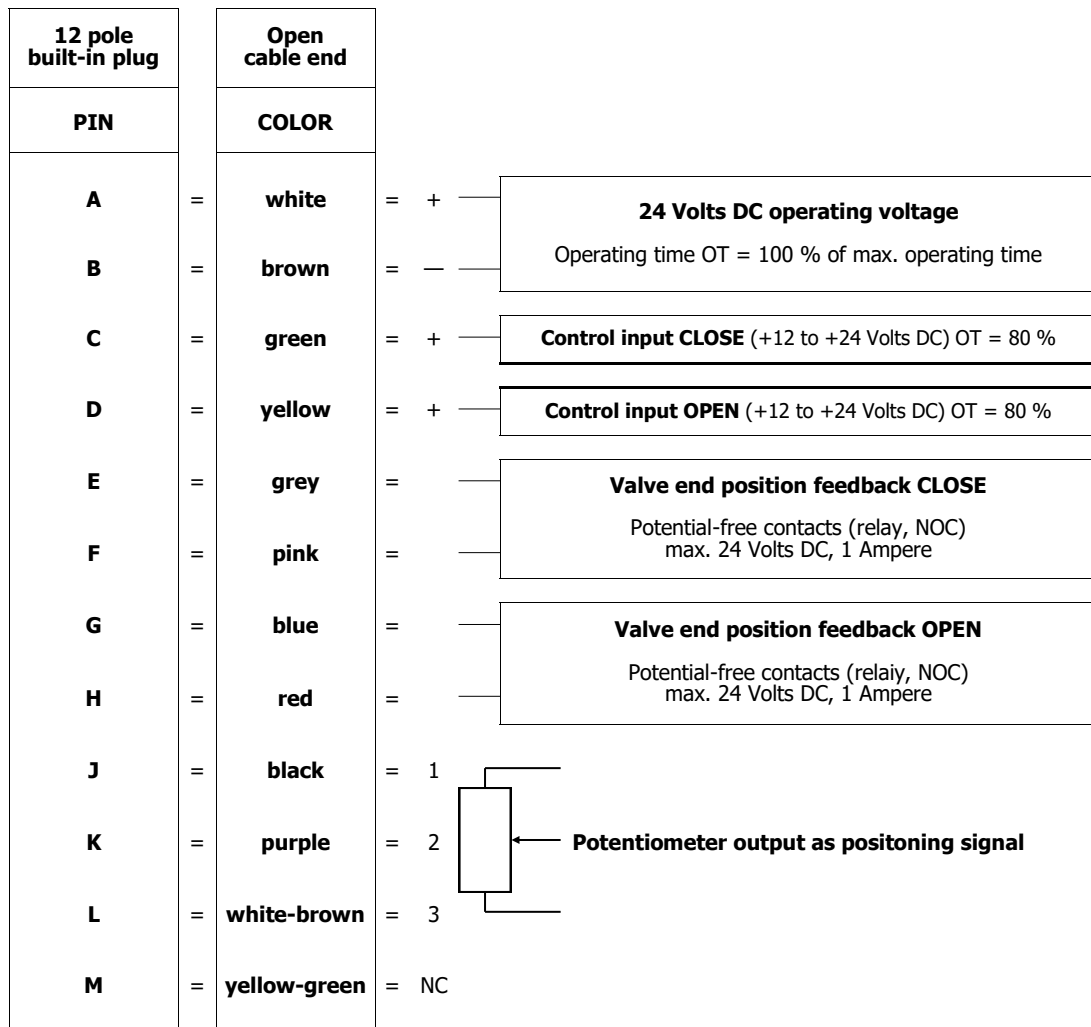 12 pole
built-in plug
Open
cable end
PIN
COLOR
A = white = +
24 Volts DC operating voltage
Operating time OT = 100 % of max. operating time
B = brown = —
C = green = + Control input CLOSE (+12 to +24 Volts DC) OT = 80 %
D = yellow = + Control input OPEN (+12 to +24 Volts DC) OT = 80 %
E = grey =
Valve end position feedback CLOSE
Potential-free contacts (relay, NOC)
max. 24 Volts DC, 1 Ampere
F = pink =
G = blue =
Valve end position feedback OPEN
Potential-free contacts (relaiy, NOC)
max. 24 Volts DC, 1 Ampere
H = red =
J = black = 1
K = purple = 2 Potentiometer output as positoning signal
L = white-brown = 3
M = yellow-green = NC